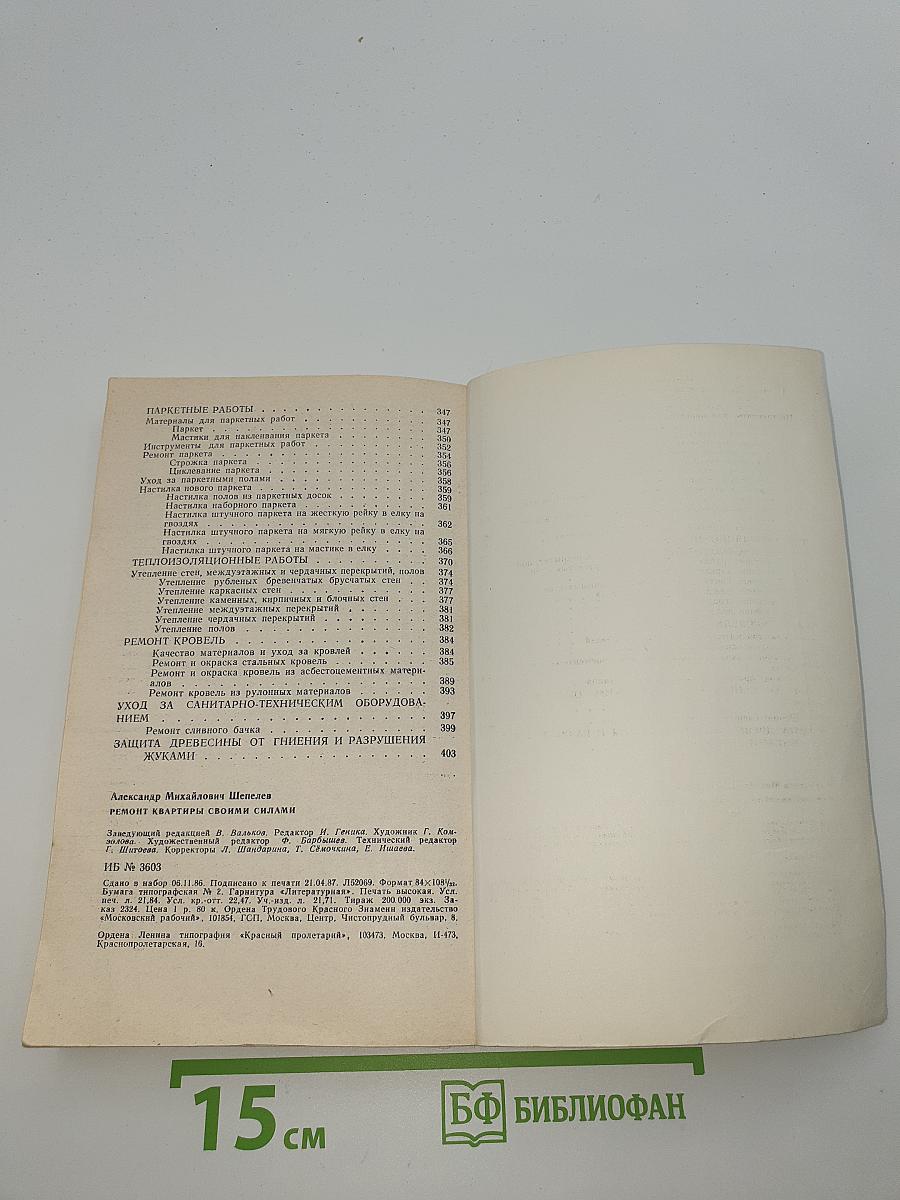 ПАРКЕТНЫЕ РАБОТЫ . . . . . . . . . . . . . . . 347
Материалы для паркетных работ . . . . . . . . . . . 347
Паркет . . . . . . . . . . . . . . . . . . 347
Мастики для наклеивания паркета . . . . . . . . 350
Инструменты для паркетных работ . . . . . . . . . . 352
Ремонт паркета . . . . . . . . . . . . . . . . . 354
Строжка паркета . . . . . . . . . . . . . . . 356
Циклевание паркета . . . . . . . . . . . . . . 356
Уход за паркетными полами . . . . . . . . . . . . 358
Настилка нового паркета . . . . . . . . . . . . . 359
Настилка полов из паркетных досок . . . . . . . . 359
Настилка наборного паркета . . . . . . . . . . . 361
Настилка штучного паркета на жесткую рейку в елку на
гвоздях . . . . . . . . . . . . . . . . . . 362
Настилка штучного паркета на мягкую рейку в елку на
гвоздях . . . . . . . . . . . . . . . . . . 365
Настилка штучного паркета на мастике в елку . . . . 366
ТЕПЛОИЗОЛЯЦИОННЫЕ РАБОТЫ . . . . . . . . . . 370
Утепление стен, междуэтажных и чердачных перекрытий, полов 374
Утепление рубленых бревенчатых брусчатых стен . . 374
Утепление каркасных стен . . . . . . . . . . . . 377
Утепление каменных, кирпичных и блочных стен . . . 377
Утепление междуэтажных перекрытий . . . . . . . 381
Утепление чердачных перекрытий . . . . . . . . . 381
Утепление полов . . . . . . . . . . . . . . . 382
РЕМОНТ КРОВЕЛЬ . . . . . . . . . . . . . . . . 384
Качество материалов и уход за кровлей . . . . . . 384
Ремонт и окраска стальных кровель . . . . . . . . 385
Ремонт и окраска кровель из асбестоцементных матери-
алов . . . . . . . . . . . . . . . . . . . 389
Ремонт кровель из рулонных материалов . . . . . . 393
УХОД ЗА САНИТАРНО-ТЕХНИЧЕСКИМ ОБОРУДОВА-
НИЕМ . . . . . . . . . . . . . . . . . . . . 397
Ремонт сливного бачка . . . . . . . . . . . . . 399
ЗАЩИТА ДРЕВЕСИНЫ ОТ ГНИЕНИЯ И РАЗРУШЕНИЯ
ЖУКАМИ . . . . . . . . . . . . . . . . . . 403
Александр Михайлович Шепелев
РЕМОНТ КВАРТИРЫ СВОИМИ СИЛАМИ
Заведующий редакцией В. Вальков. Редактор И. Геника. Художник Г. Ком-
золова. Художественный редактор Ф. Барбышев. Технический редактор
Г. Шитоева. Корректоры Л. Шандарина, Т. Сёмочкина, Е. Ишаева.
ИБ № 3603
Сдано в набор 06.11.86. Подписано к печати 21.04.87. Л52069. Формат 84×108 1/32.
Бумага типографская № 2. Гарнитура «Литературная». Печать высокая. Усл.
печ. л. 21,84. Усл. кр.-отт. 22,47. Уч.-изд. л. 21,71. Тираж 200 000 экз. За-
каз 2324. Цена 1 р. 80 к. Ордена Трудового Красного Знамени издательство
«Московский рабочий», 101854, ГСП, Москва, Центр, Чистопрудный бульвар, 8.
Ордена Ленина типография «Красный пролетарий», 103473, Москва, И-473,
Краснопролетарская, 16.
15 см
БФ БИБЛИОФАН